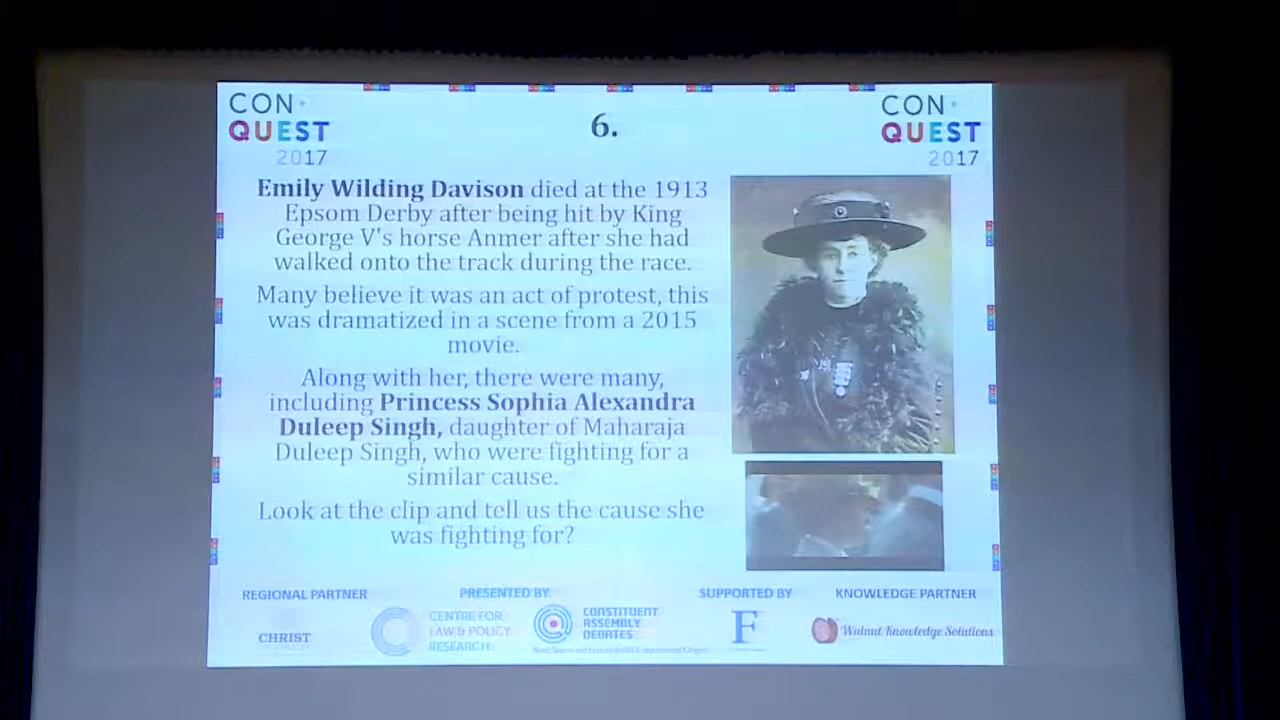 CON·
QUEST
2017
6.
CON·
QUEST
2017
Emily Wilding Davison died at the 1913
Epsom Derby after being hit by King
George V's horse Anmer after she had
walked onto the track during the race.
Many believe it was an act of protest, this
was dramatized in a scene from a 2015
movie.
Along with her, there were many,
including Princess Sophia Alexandra
Duleep Singh, daughter of Maharaja
Duleep Singh, who were fighting for a
similar cause.
Look at the clip and tell us the cause she
was fighting for?
REGIONAL PARTNER
PRESENTED BY
SUPPORTED BY
KNOWLEDGE PARTNER
CHRIST
CENTRE FOR
LAW & POLICY
RESEARCH
CONSTITUENT
ASSEMBLY
DEBATES
F
Walnut Knowledge Solutions